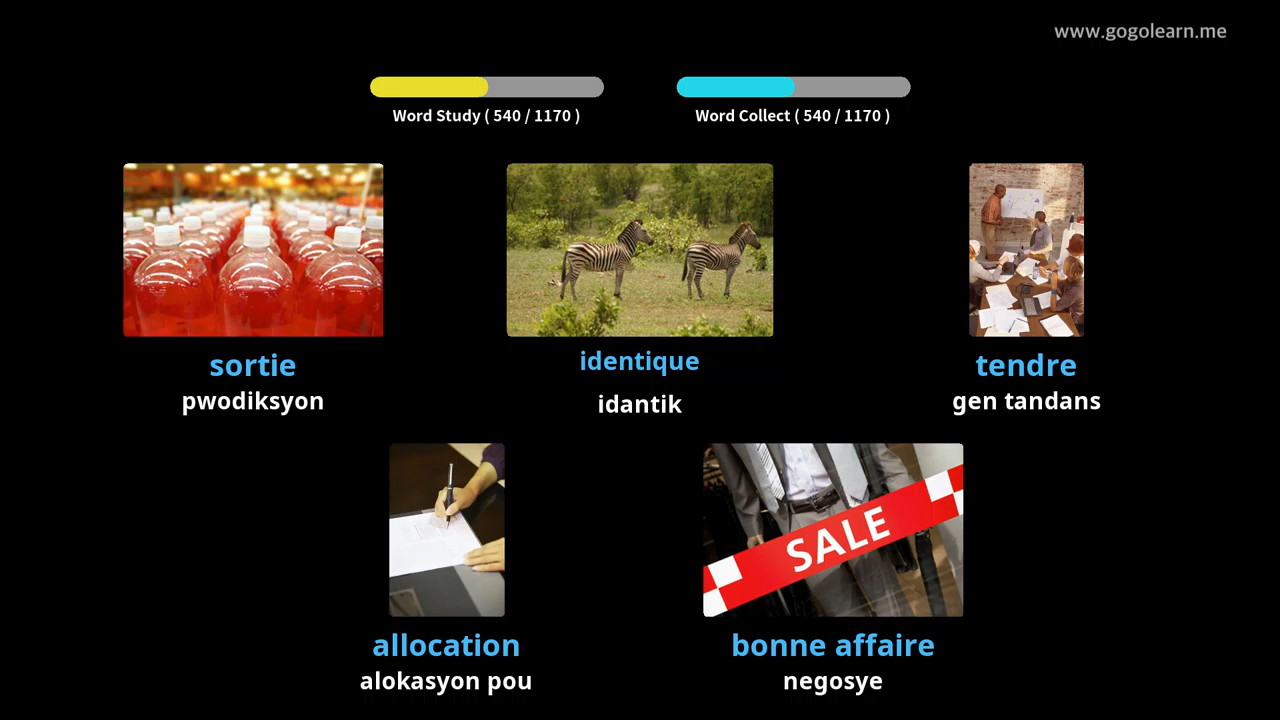 www.gogolearn.me
Word Study ( 540 / 1170 )
Word Collect ( 540 / 1170 )
sortie
pwodiksyon
identique
idantik
tendre
gen tandans
SALE
allocation
alokasyon pou
bonne affaire
negosye